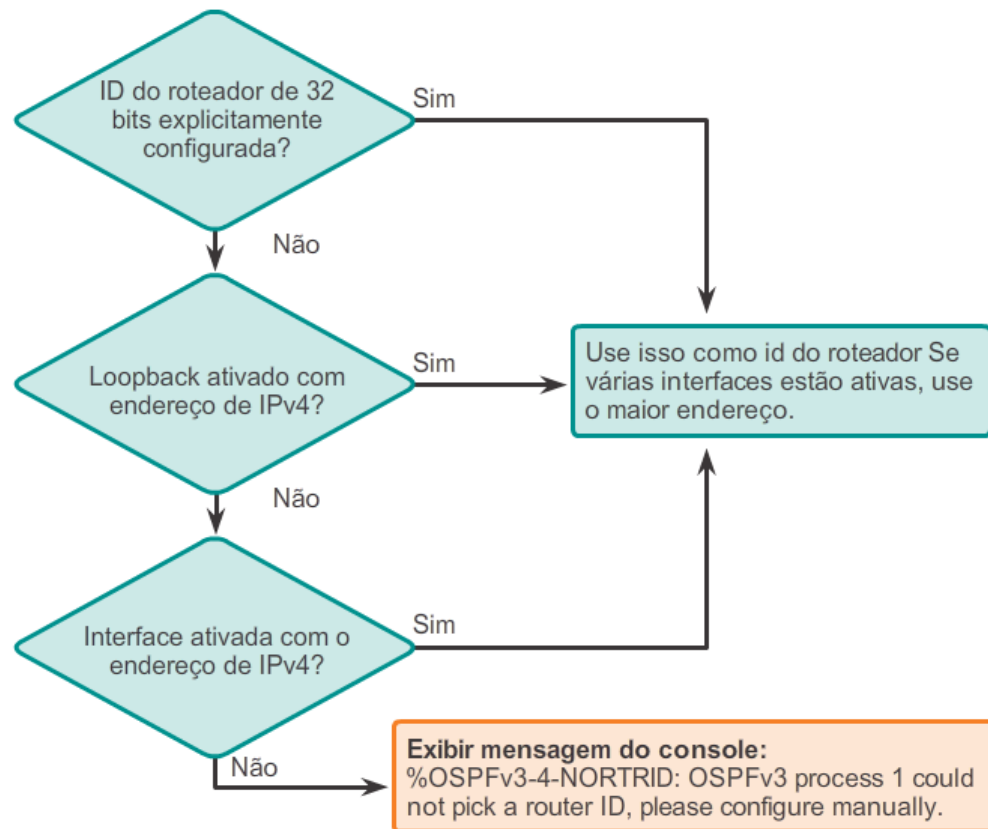 ID do roteador de 32
bits explicitamente
configurada?
Sim
Não
Loopback ativado com
endereço de IPv4?
Sim
Use isso como id do roteador Se
várias interfaces estão ativas, use
o maior endereço.
Não
Interface ativada com o
endereço de IPv4?
Sim
Não
Exibir mensagem do console:
%OSPFv3-4-NORTRID: OSPFv3 process 1 could
not pick a router ID, please configure manually.